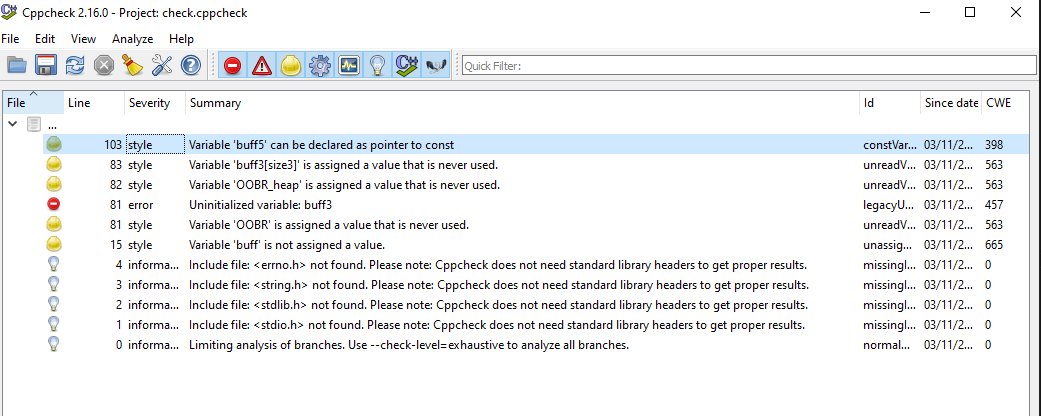 Cppcheck 2.16.0 - Project: check.cppcheck
File Edit View Analyze Help
C++ Quick Filter:
File Line Severity Summary Id Since date CWE
...
103 style Variable 'buff5' can be declared as pointer to const constVar... 03/11/2... 398
83 style Variable 'buff3[size3]' is assigned a value that is never used. unreadV... 03/11/2... 563
82 style Variable 'OOBR_heap' is assigned a value that is never used. unreadV... 03/11/2... 563
81 error Uninitialized variable: buff3 legacyU... 03/11/2... 457
81 style Variable 'OOBR' is assigned a value that is never used. unreadV... 03/11/2... 563
15 style Variable 'buff' is not assigned a value. unassig... 03/11/2... 665
4 informa... Include file: <errno.h> not found. Please note: Cppcheck does not need standard library headers to get proper results. missingI... 03/11/2... 0
3 informa... Include file: <string.h> not found. Please note: Cppcheck does not need standard library headers to get proper results. missingI... 03/11/2... 0
2 informa... Include file: <stdlib.h> not found. Please note: Cppcheck does not need standard library headers to get proper results. missingI... 03/11/2... 0
1 informa... Include file: <stdio.h> not found. Please note: Cppcheck does not need standard library headers to get proper results. missingI... 03/11/2... 0
0 informa... Limiting analysis of branches. Use --check-level=exhaustive to analyze all branches. normal... 03/11/2... 0